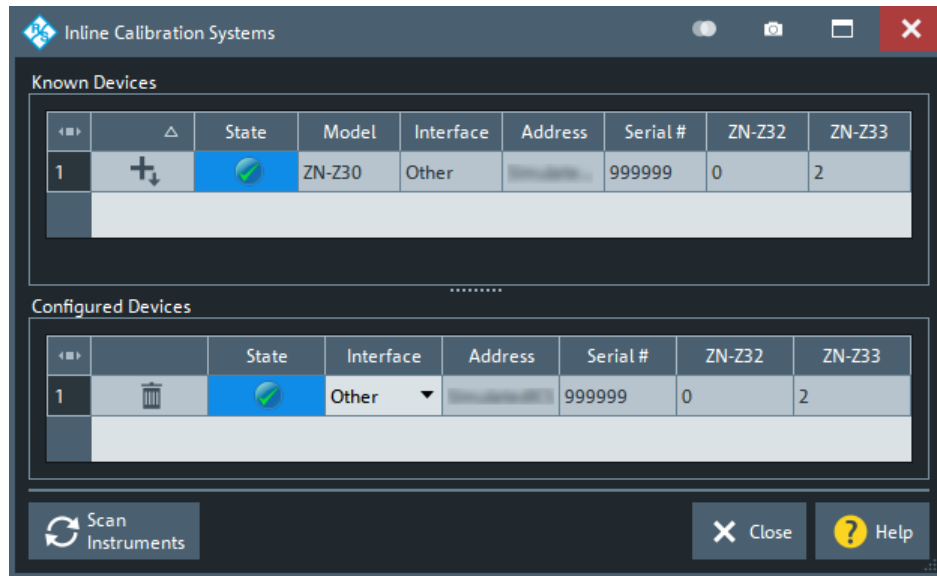 R&S Inline Calibration Systems
Known Devices
State Model Interface Address Serial # ZN-Z32 ZN-Z33
1 ZN-Z30 Other 999999 0 2
Configured Devices
State Interface Address Serial # ZN-Z32 ZN-Z33
1 Other 999999 0 2
Scan
Instruments
Close
? Help